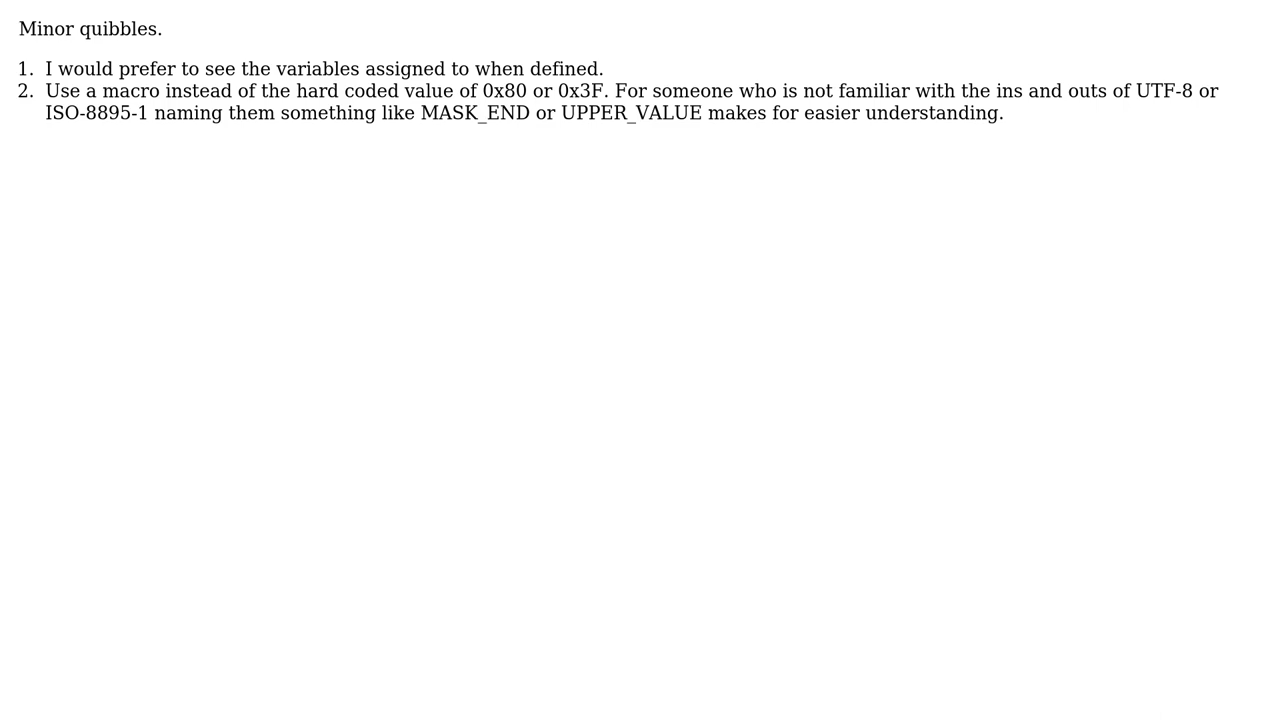 Minor quibbles.
1. I would prefer to see the variables assigned to when defined.
2. Use a macro instead of the hard coded value of 0x80 or 0x3F. For someone who is not familiar with the ins and outs of UTF-8 or
ISO-8895-1 naming them something like MASK_END or UPPER_VALUE makes for easier understanding.